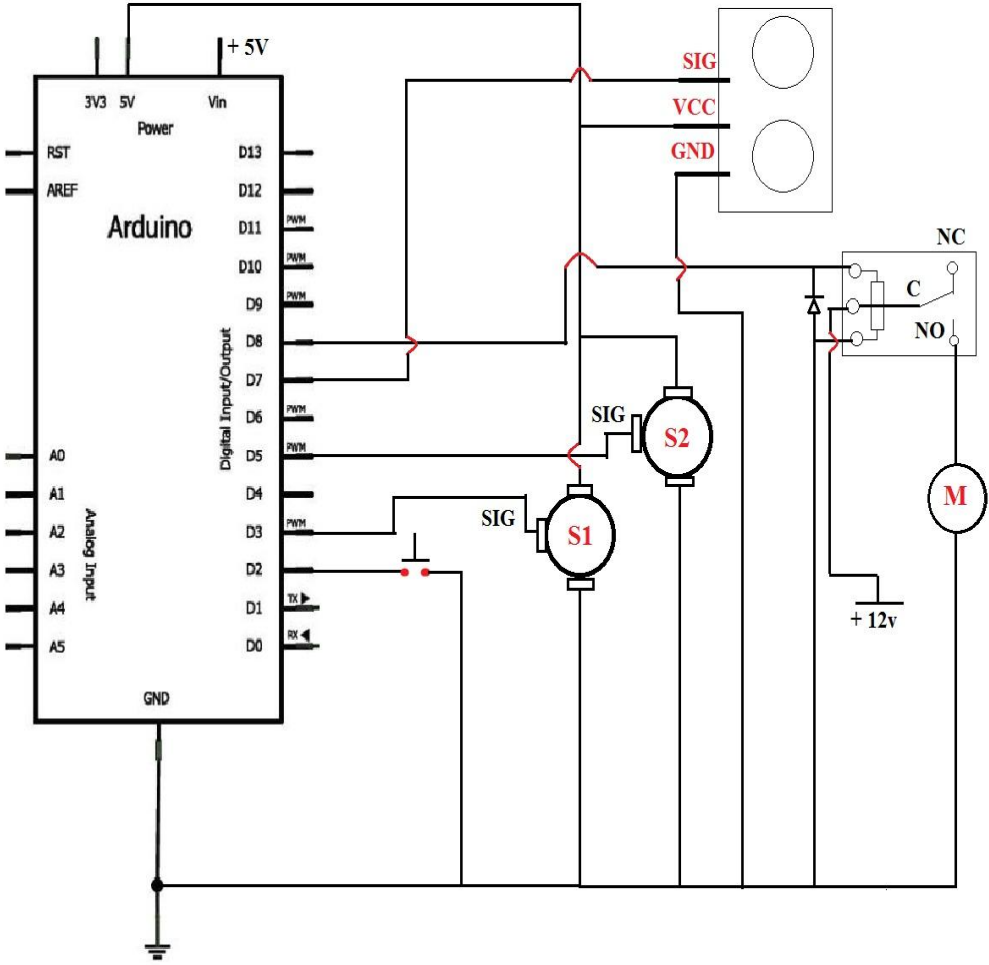 + 5V
3V3 5V Vin
Power
RST
AREF
Arduino
D13
D12
D11 PWM
D10 PWM
D9 PWM
D8
D7
D6 PWM
D5 PWM
D4
D3 PWM
D2
D1 TX
D0 RX
Digital Input/Output
A0
A1
A2
A3
A4
A5
Analog Input
GND
SIG
VCC
GND
NC
C
NO
SIG
S2
SIG
S1
M
+ 12v